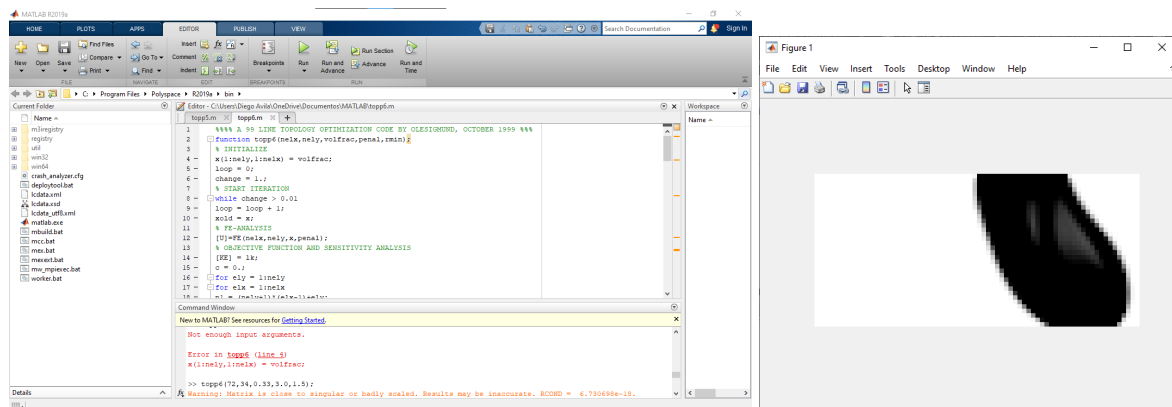 MATLAB R2019a
HOME PLOTS APPS EDITOR PUBLISH VIEW
Search Documentation
Sign In
New Open Save Find Files Compare Print Go To Find
Insert Comment Indent fx
Breakpoints Run Run and Advance Run Section Advance Run and Time
FILE NAVIGATE EDIT BREAKPOINTS RUN
C: Program Files Polyspace R2019a bin
Current Folder
Name
m3iregistry
registry
util
win32
win64
crash_analyzer.cfg
deploytool.bat
lcdata.xml
lcdata.xsd
lcdata_utf8.xml
matlab.exe
mbuild.bat
mcc.bat
mex.bat
mexext.bat
mw_mpiexec.bat
worker.bat
Details
Editor - C:\Users\Diego Avila\OneDrive\Documentos\MATLAB\topp6.m
topp5.m topp6.m
1 %%%% A 99 LINE TOPOLOGY OPTIMIZATION CODE BY OLESIGMUND, OCTOBER 1999 %%%
2 function topp6(nelx,nely,volfrac,penal,rmin);
3 % INITIALIZE
4 x(1:nely,1:nelx) = volfrac;
5 loop = 0;
6 change = 1.;
7 % START ITERATION
8 while change > 0.01
9 loop = loop + 1;
10 xold = x;
11 % FE-ANALYSIS
12 [U]=FE(nelx,nely,x,penal);
13 % OBJECTIVE FUNCTION AND SENSITIVITY ANALYSIS
14 [KE] = lk;
15 c = 0.;
16 for ely = 1:nely
17 for elx = 1:nelx
18 n1 = (nely+1)*(elx-1)+ely;
Command Window
New to MATLAB? See resources for Getting Started.
Not enough input arguments.
Error in topp6 (line 4)
x(1:nely,1:nelx) = volfrac;
>> topp6(72,34,0.33,3.0,1.5);
Warning: Matrix is close to singular or badly scaled. Results may be inaccurate. RCOND = 6.730698e-18.
Workspace
Name
Figure 1
File Edit View Insert Tools Desktop Window Help